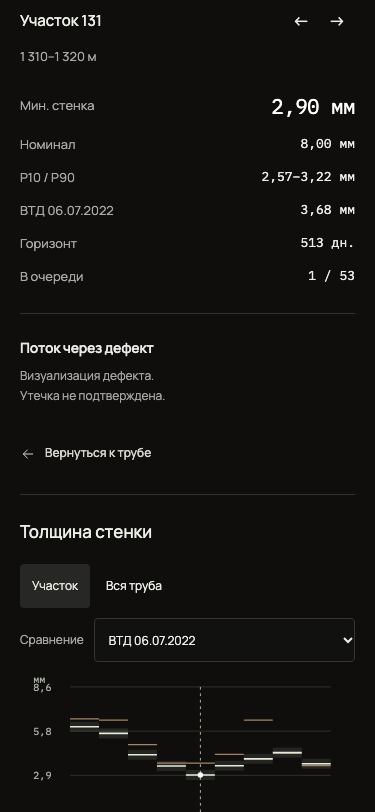 Участок 131 ← →
1 310–1 320 м
Мин. стенка 2,90 мм
Номинал 8,00 мм
P10 / P90 2,57–3,22 мм
ВТД 06.07.2022 3,68 мм
Горизонт 513 дн.
В очереди 1 / 53
Поток через дефект
Визуализация дефекта.
Утечка не подтверждена.
← Вернуться к трубе
Толщина стенки
Участок Вся труба
Сравнение ВТД 06.07.2022
мм
8,6
5,8
2,9